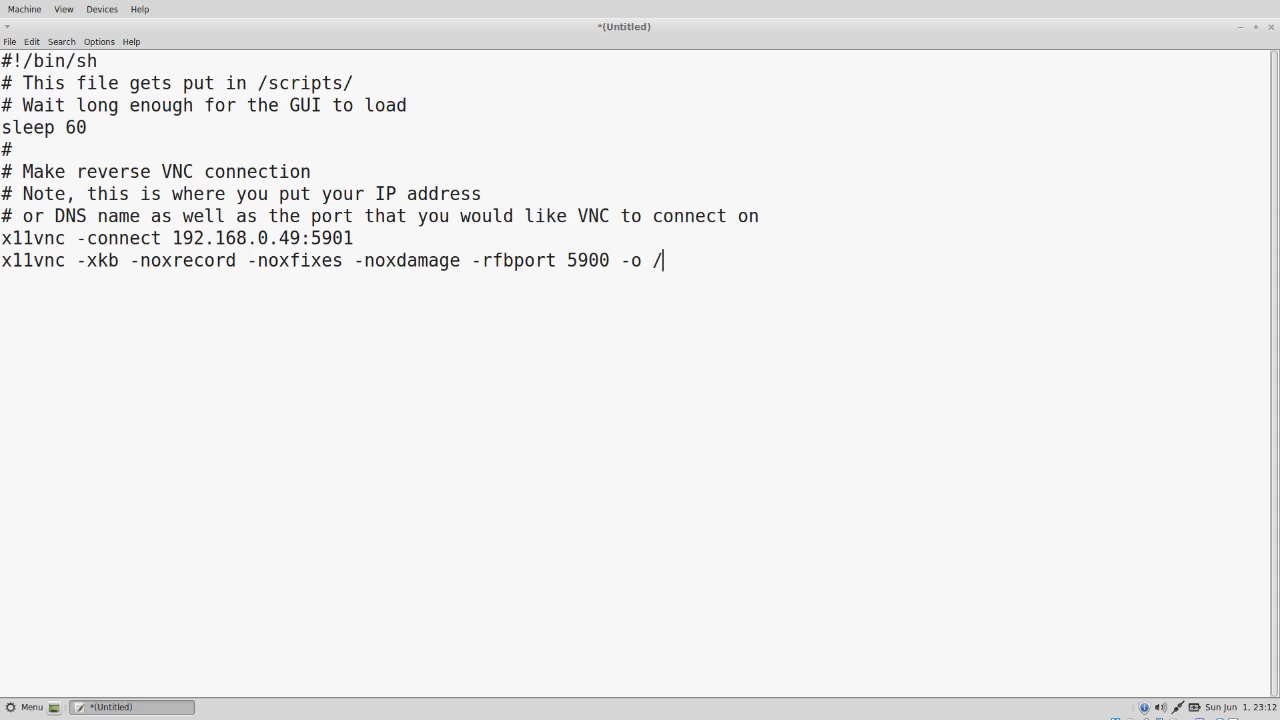 Machine View Devices Help
*(Untitled)
File Edit Search Options Help
#!/bin/sh
# This file gets put in /scripts/
# Wait long enough for the GUI to load
sleep 60
#
# Make reverse VNC connection
# Note, this is where you put your IP address
# or DNS name as well as the port that you would like VNC to connect on
x11vnc -connect 192.168.0.49:5901
x11vnc -xkb -noxrecord -noxfixes -noxdamage -rfbport 5900 -o /
Menu *(Untitled) Sun Jun 1, 23:12